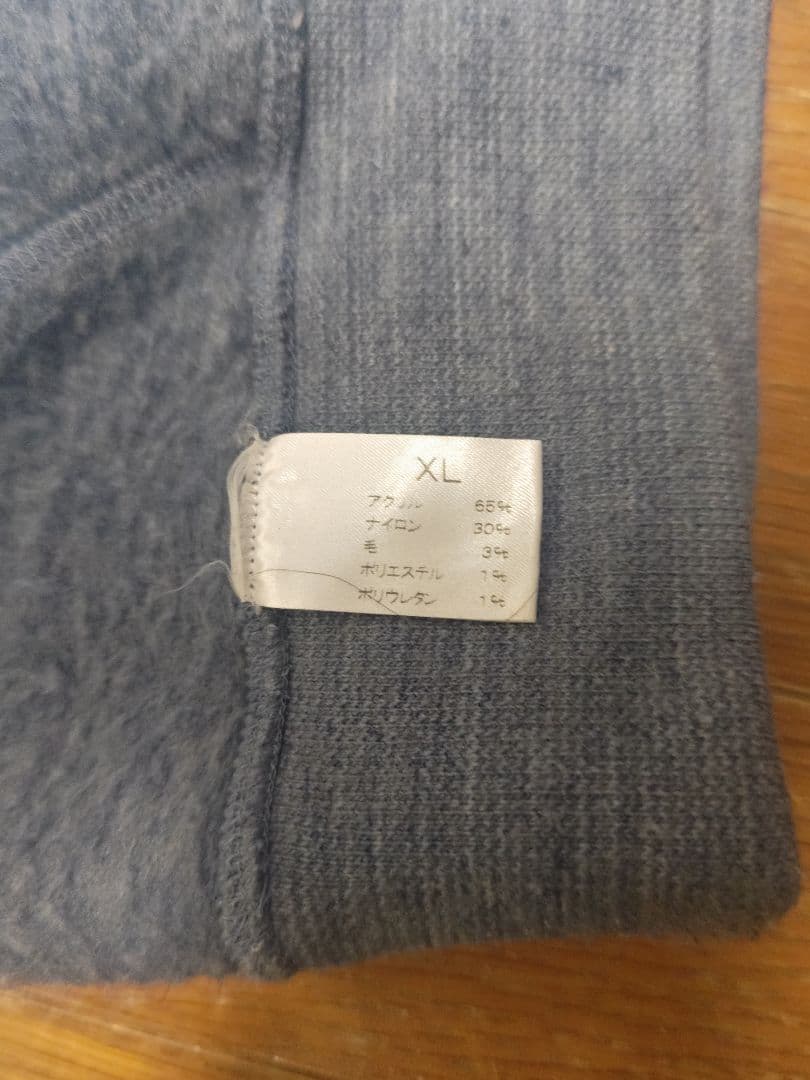 XL
アクリル 65%
ナイロン 30%
毛 3%
ポリエステル 1%
ポリウレタン 1%